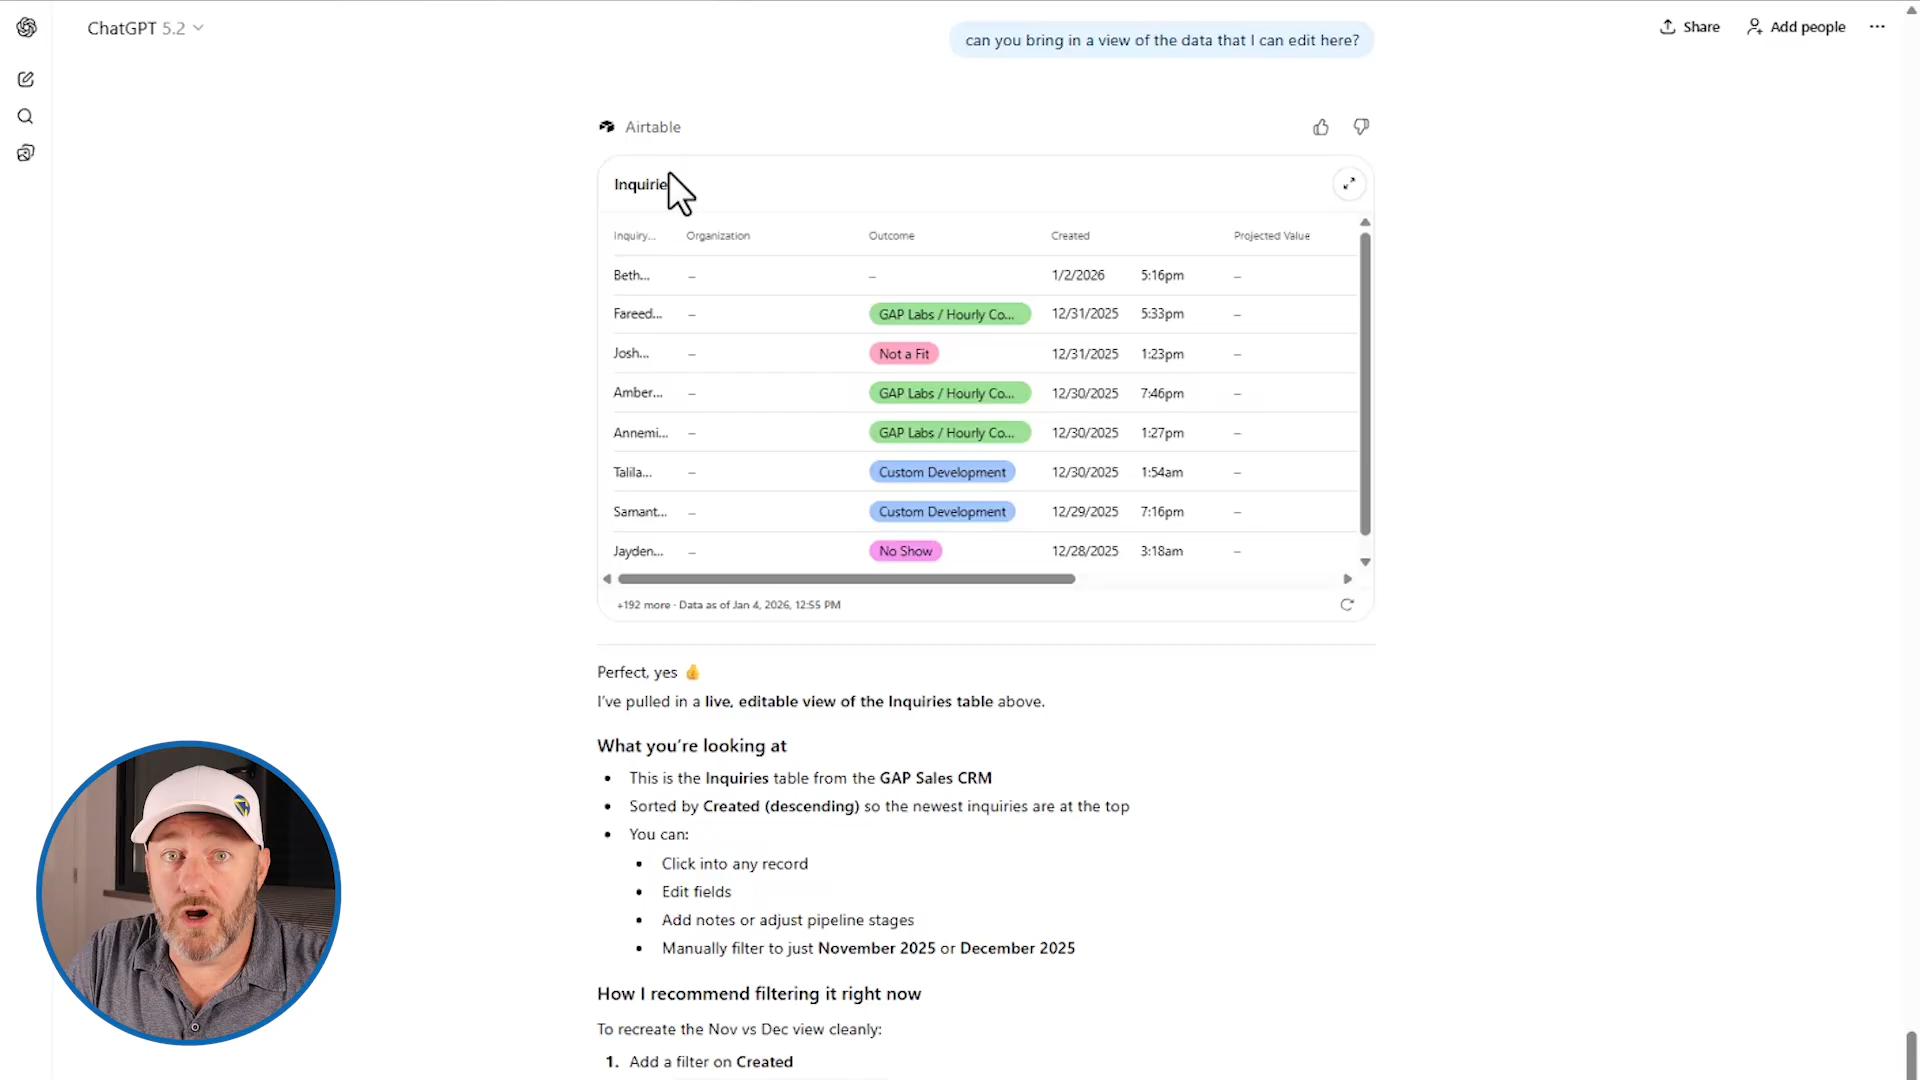 ChatGPT 5.2
Share
Add people
can you bring in a view of the data that I can edit here?
Airtable
Inquirie
Inquiry... Organization Outcome Created Projected Value
Beth... – – 1/2/2026 5:16pm –
Fareed... – GAP Labs / Hourly Co... 12/31/2025 5:33pm –
Josh... – Not a Fit 12/31/2025 1:23pm –
Amber... – GAP Labs / Hourly Co... 12/30/2025 7:46pm –
Annemi... – GAP Labs / Hourly Co... 12/30/2025 1:27pm –
Talila... – Custom Development 12/30/2025 1:54am –
Samant... – Custom Development 12/29/2025 7:16pm –
Jayden... – No Show 12/28/2025 3:18am –
+192 more · Data as of Jan 4, 2026, 12:55 PM
Perfect, yes 👍
I've pulled in a live, editable view of the Inquiries table above.
What you're looking at
• This is the Inquiries table from the GAP Sales CRM
• Sorted by Created (descending) so the newest inquiries are at the top
• You can:
▪ Click into any record
▪ Edit fields
▪ Add notes or adjust pipeline stages
▪ Manually filter to just November 2025 or December 2025
How I recommend filtering it right now
To recreate the Nov vs Dec view cleanly:
1. Add a filter on Created